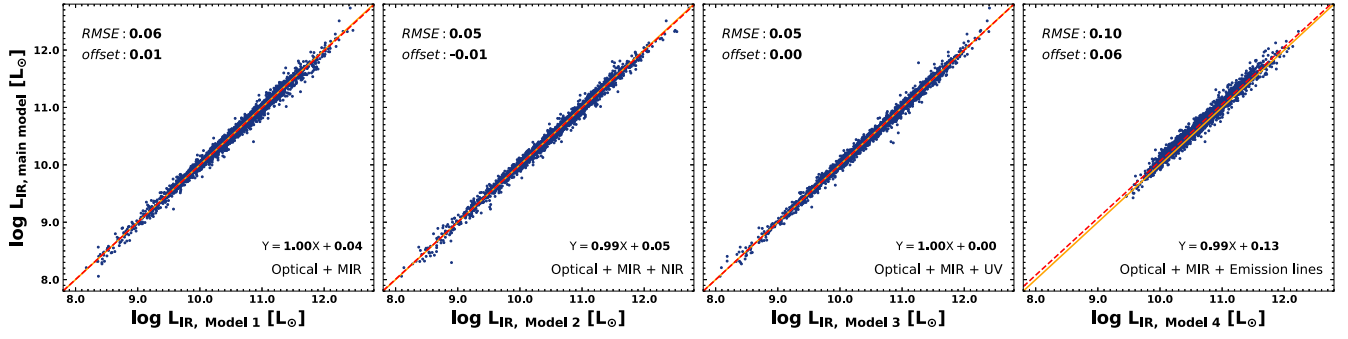 RMSE: 0.06
offset: 0.01
Y = 1.00X + 0.04
Optical + MIR
RMSE: 0.05
offset: -0.01
Y = 0.99X + 0.05
Optical + MIR + NIR
RMSE: 0.05
offset: 0.00
Y = 1.00X + 0.00
Optical + MIR + UV
RMSE: 0.10
offset: 0.06
Y = 0.99X + 0.13
Optical + MIR + Emission lines
log L_IR, main model [L⊙]
12.0
11.0
10.0
9.0
8.0
8.0 9.0 10.0 11.0 12.0
8.0 9.0 10.0 11.0 12.0
8.0 9.0 10.0 11.0 12.0
8.0 9.0 10.0 11.0 12.0
log L_IR, Model 1 [L⊙]
log L_IR, Model 2 [L⊙]
log L_IR, Model 3 [L⊙]
log L_IR, Model 4 [L⊙]